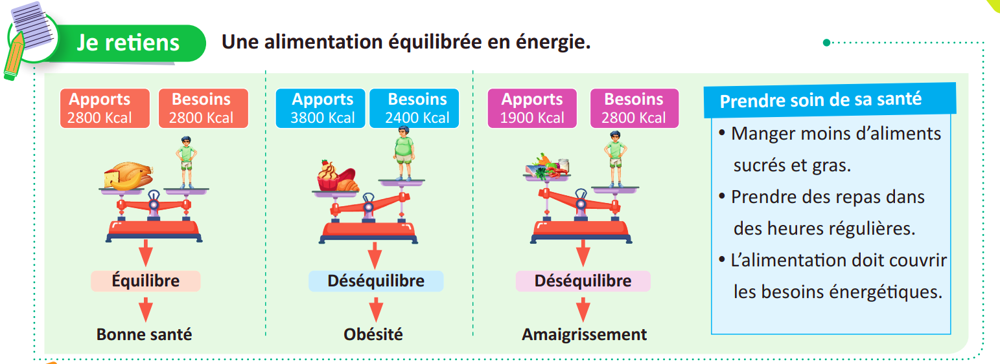 Je retiens
Une alimentation équilibrée en énergie.
Apports
2800 Kcal
Besoins
2800 Kcal
Équilibre
Bonne santé
Apports
3800 Kcal
Besoins
2400 Kcal
Déséquilibre
Obésité
Apports
1900 Kcal
Besoins
2800 Kcal
Déséquilibre
Amaigrissement
Prendre soin de sa santé
• Manger moins d’aliments
sucrés et gras.
• Prendre des repas dans
des heures régulières.
• L’alimentation doit couvrir
les besoins énergétiques.